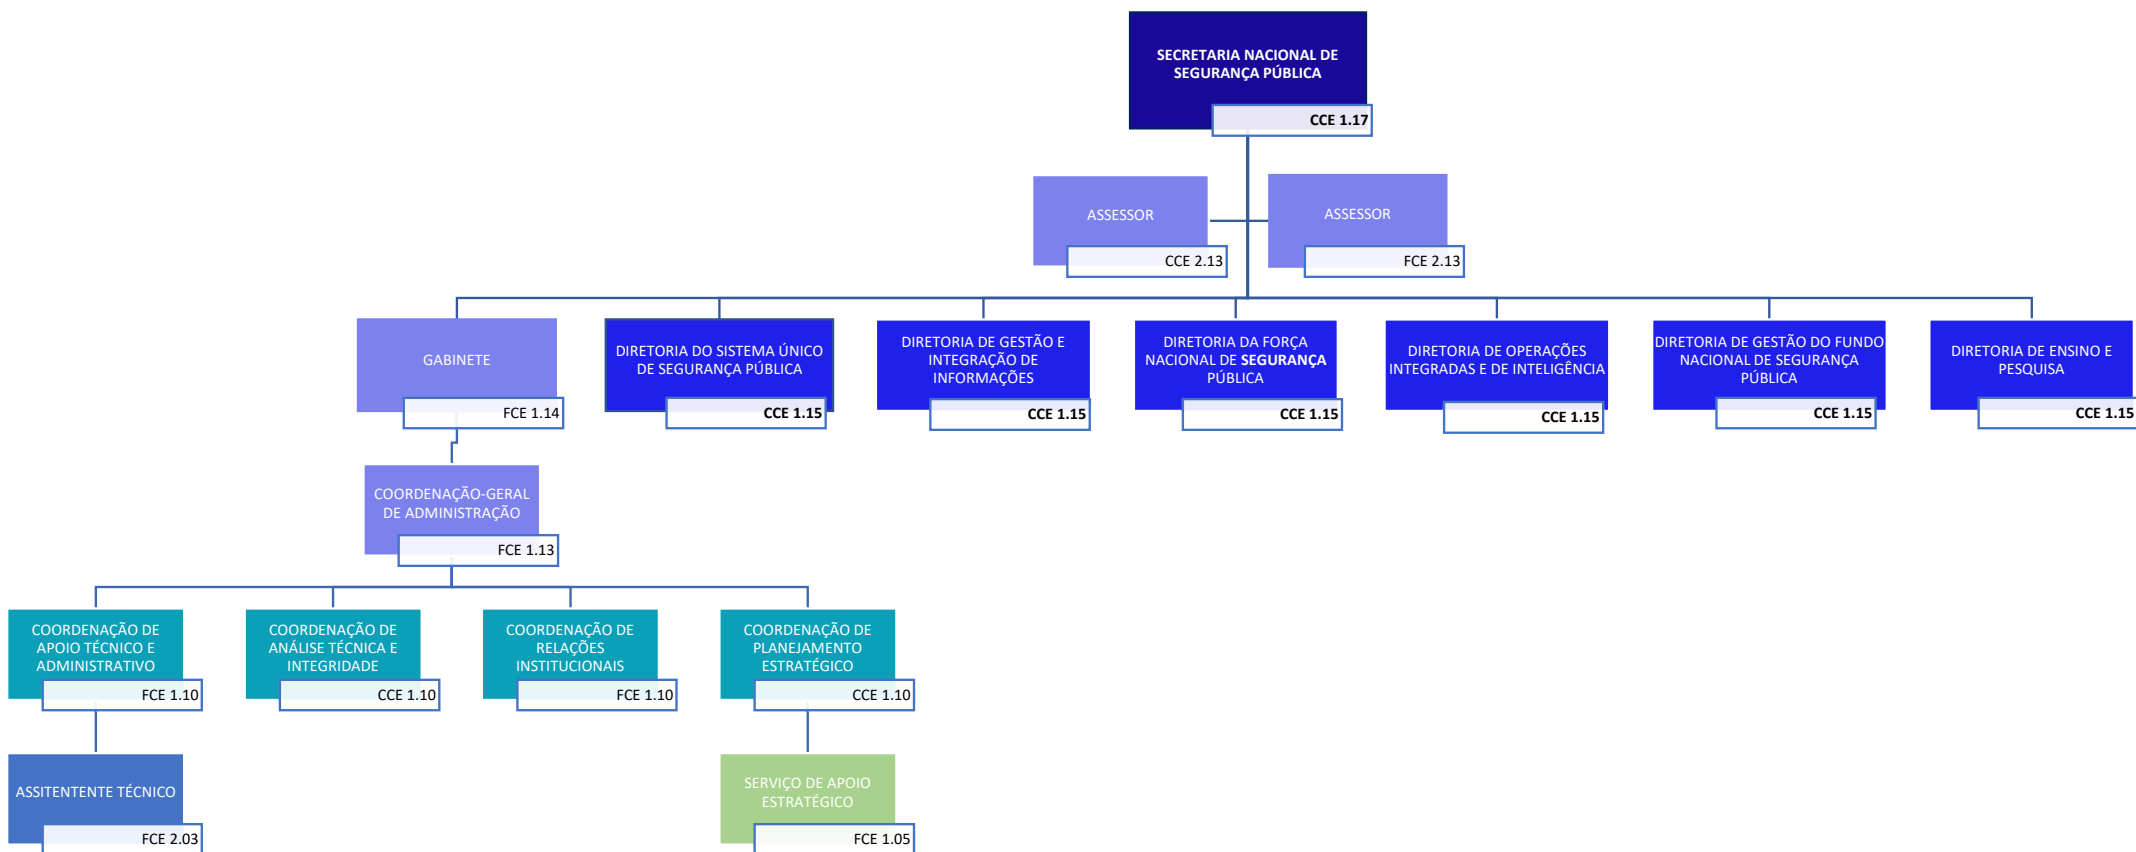 SECRETARIA NACIONAL DE
SEGURANÇA PÚBLICA
CCE 1.17
ASSESSOR
CCE 2.13
ASSESSOR
FCE 2.13
GABINETE
FCE 1.14
DIRETORIA DO SISTEMA ÚNICO
DE SEGURANÇA PÚBLICA
CCE 1.15
DIRETORIA DE GESTÃO E
INTEGRAÇÃO DE
INFORMAÇÕES
CCE 1.15
DIRETORIA DA FORÇA
NACIONAL DE SEGURANÇA
PÚBLICA
CCE 1.15
DIRETORIA DE OPERAÇÕES
INTEGRADAS E DE INTELIGÊNCIA
CCE 1.15
DIRETORIA DE GESTÃO DO FUNDO
NACIONAL DE SEGURANÇA
PÚBLICA
CCE 1.15
DIRETORIA DE ENSINO E
PESQUISA
CCE 1.15
COORDENAÇÃO-GERAL
DE ADMINISTRAÇÃO
FCE 1.13
COORDENAÇÃO DE
APOIO TÉCNICO E
ADMINISTRATIVO
FCE 1.10
COORDENAÇÃO DE
ANÁLISE TÉCNICA E
INTEGRIDADE
CCE 1.10
COORDENAÇÃO DE
RELAÇÕES
INSTITUCIONAIS
FCE 1.10
COORDENAÇÃO DE
PLANEJAMENTO
ESTRATÉGICO
CCE 1.10
ASSITENTENTE TÉCNICO
FCE 2.03
SERVIÇO DE APOIO
ESTRATÉGICO
FCE 1.05